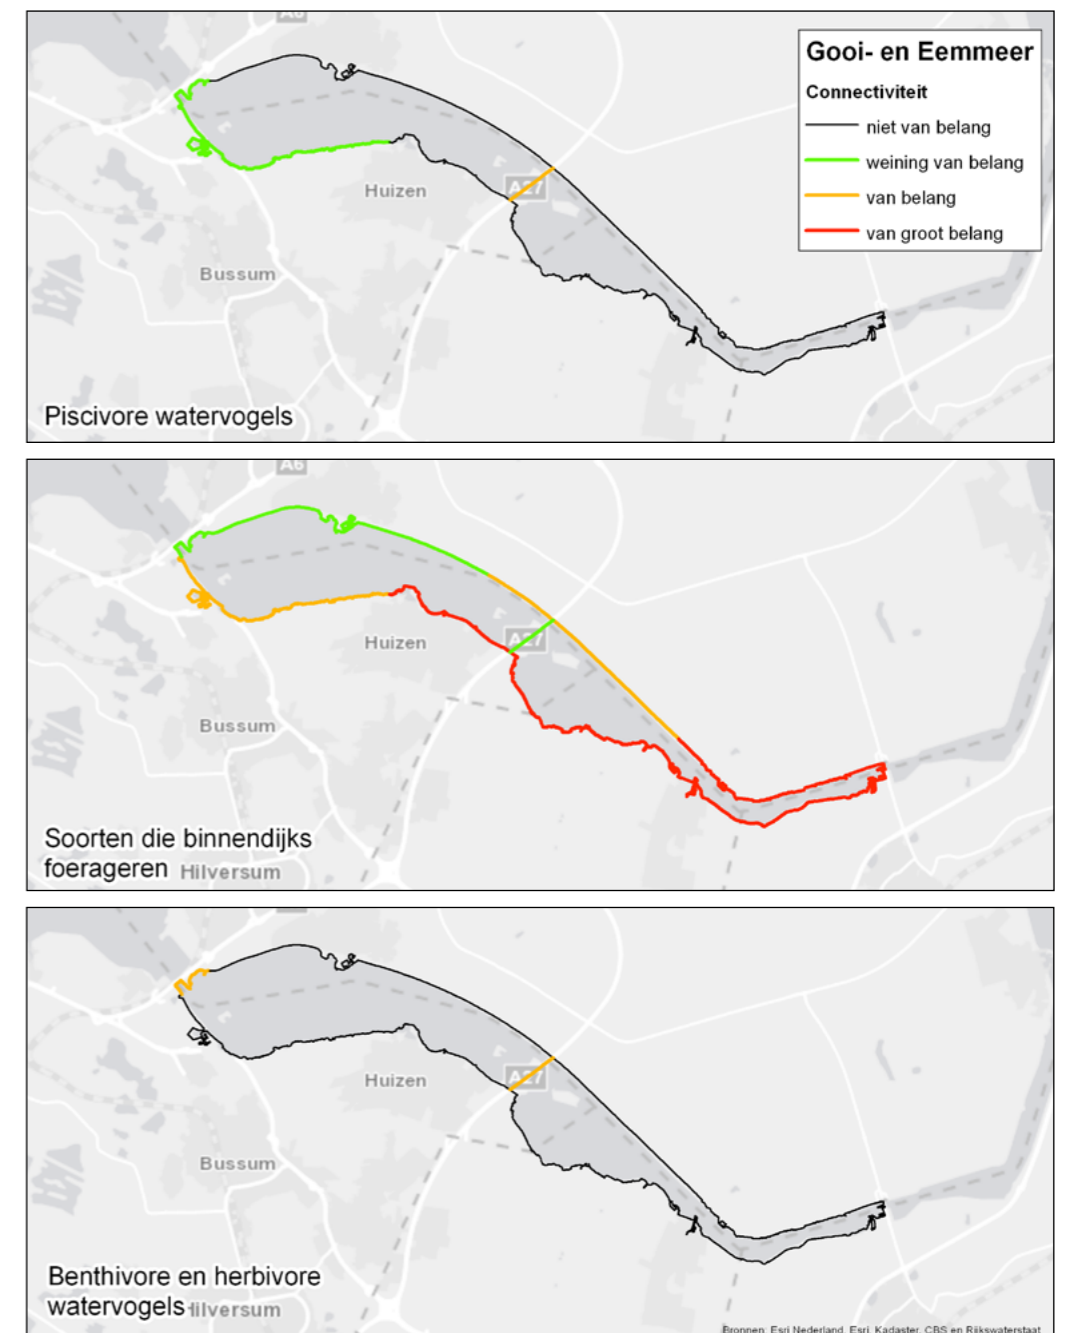 A6
Gooi- en Eemmeer
Connectiviteit
niet van belang
weining van belang
van belang
van groot belang
Huizen
A27
Bussum
Piscivore watervogels
A6
Huizen
A27
Bussum
Soorten die binnendijks
foerageren Hilversum
Huizen
A27
Bussum
Benthivore en herbivore
watervogels Hilversum
Bronnen: Esri Nederland, Esri, Kadaster, CBS en Rijkswaterstaat